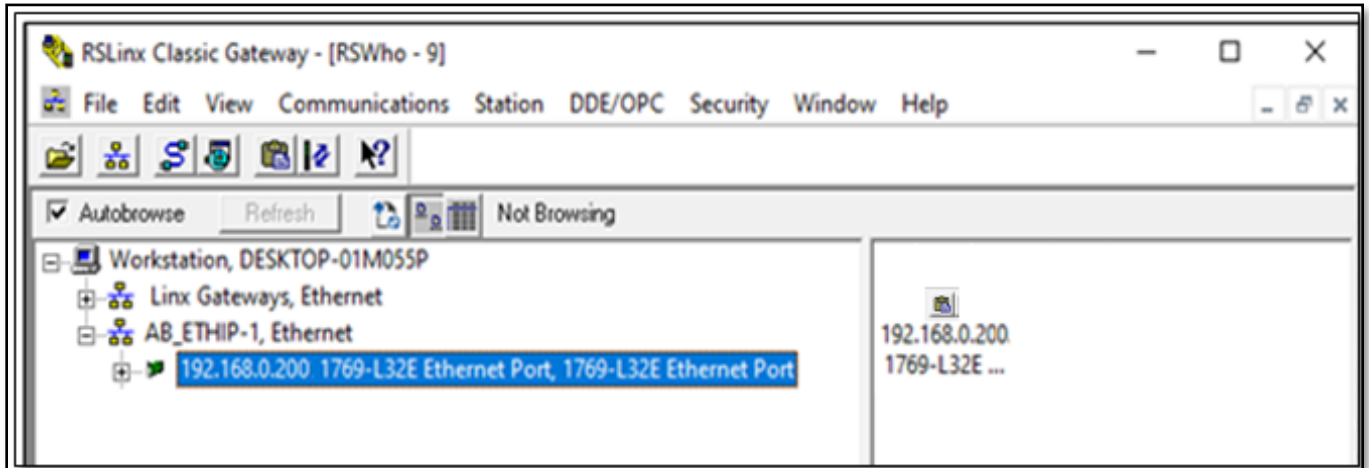 RSLinx Classic Gateway - [RSWho - 9]
File Edit View Communications Station DDE/OPC Security Window Help
Autobrowse Refresh Not Browsing
Workstation, DESKTOP-01M055P
Linx Gateways, Ethernet
AB_ETHIP-1, Ethernet
192.168.0.200 1769-L32E Ethernet Port, 1769-L32E Ethernet Port
192.168.0.200
1769-L32E ...